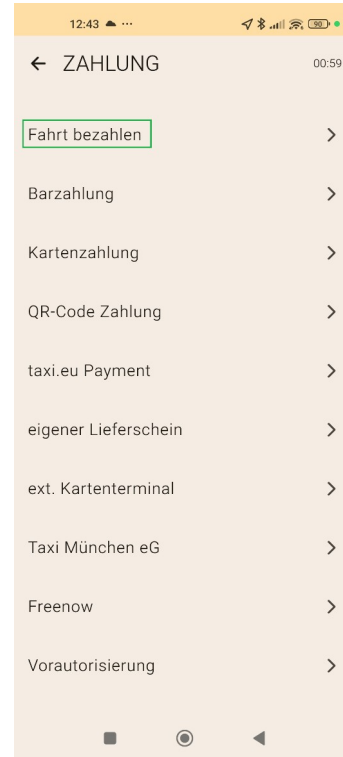 12:43
90
ZAHLUNG
00:59
Fahrt bezahlen
Barzahlung
Kartenzahlung
QR-Code Zahlung
taxi.eu Payment
eigener Lieferschein
ext. Kartenterminal
Taxi München eG
Freenow
Vorautorisierung